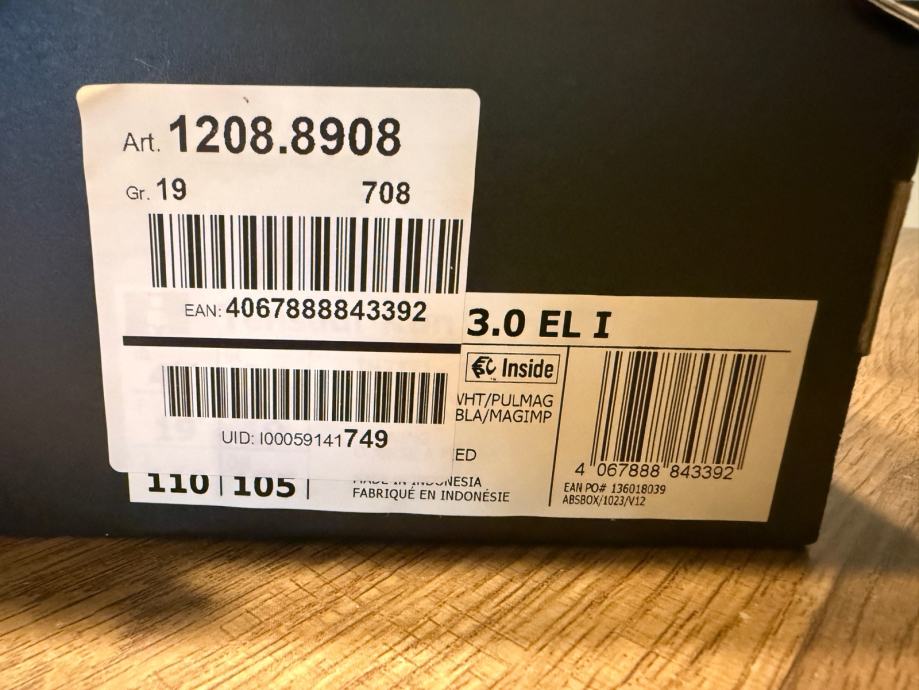 Art. 1208.8908
Gr. 19 708
EAN: 4067888843392
UID: I00059141749
3.0 EL I
Inside
WHT/PULMAG
BLA/MAGIMP
110 | 105 |
MADE IN INDONESIA
FABRIQUÉ EN INDONÉSIE
4 067888 843392
EAN PO# 136018039
ABSBOX/1023/V12